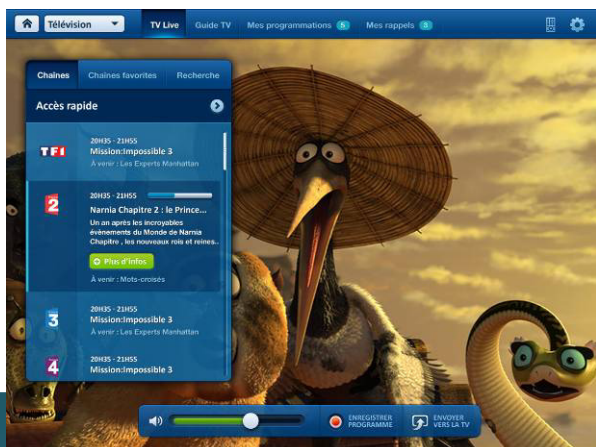 Télévision
TV Live
Guide TV
Mes programmations 5
Mes rappels 3
Chaînes
Chaînes favorites
Recherche
Accès rapide
TF1
20H35 - 21H55
Mission:Impossible 3
À venir : Les Experts Manhattan
2
20H35 - 21H55
Narnia Chapitre 2 : le Prince...
Un an après les incroyables
évènements du Monde de Narnia
Chapitre , les nouveaux rois et reines..
Plus d'infos
À venir : Mots-croisés
3
20H35 - 21H55
Mission:Impossible 3
À venir : Les Experts Manhattan
4
20H35 - 21H55
Mission:Impossible 3
ENREGISTRER
PROGRAMME
ENVOYER
VERS LA TV